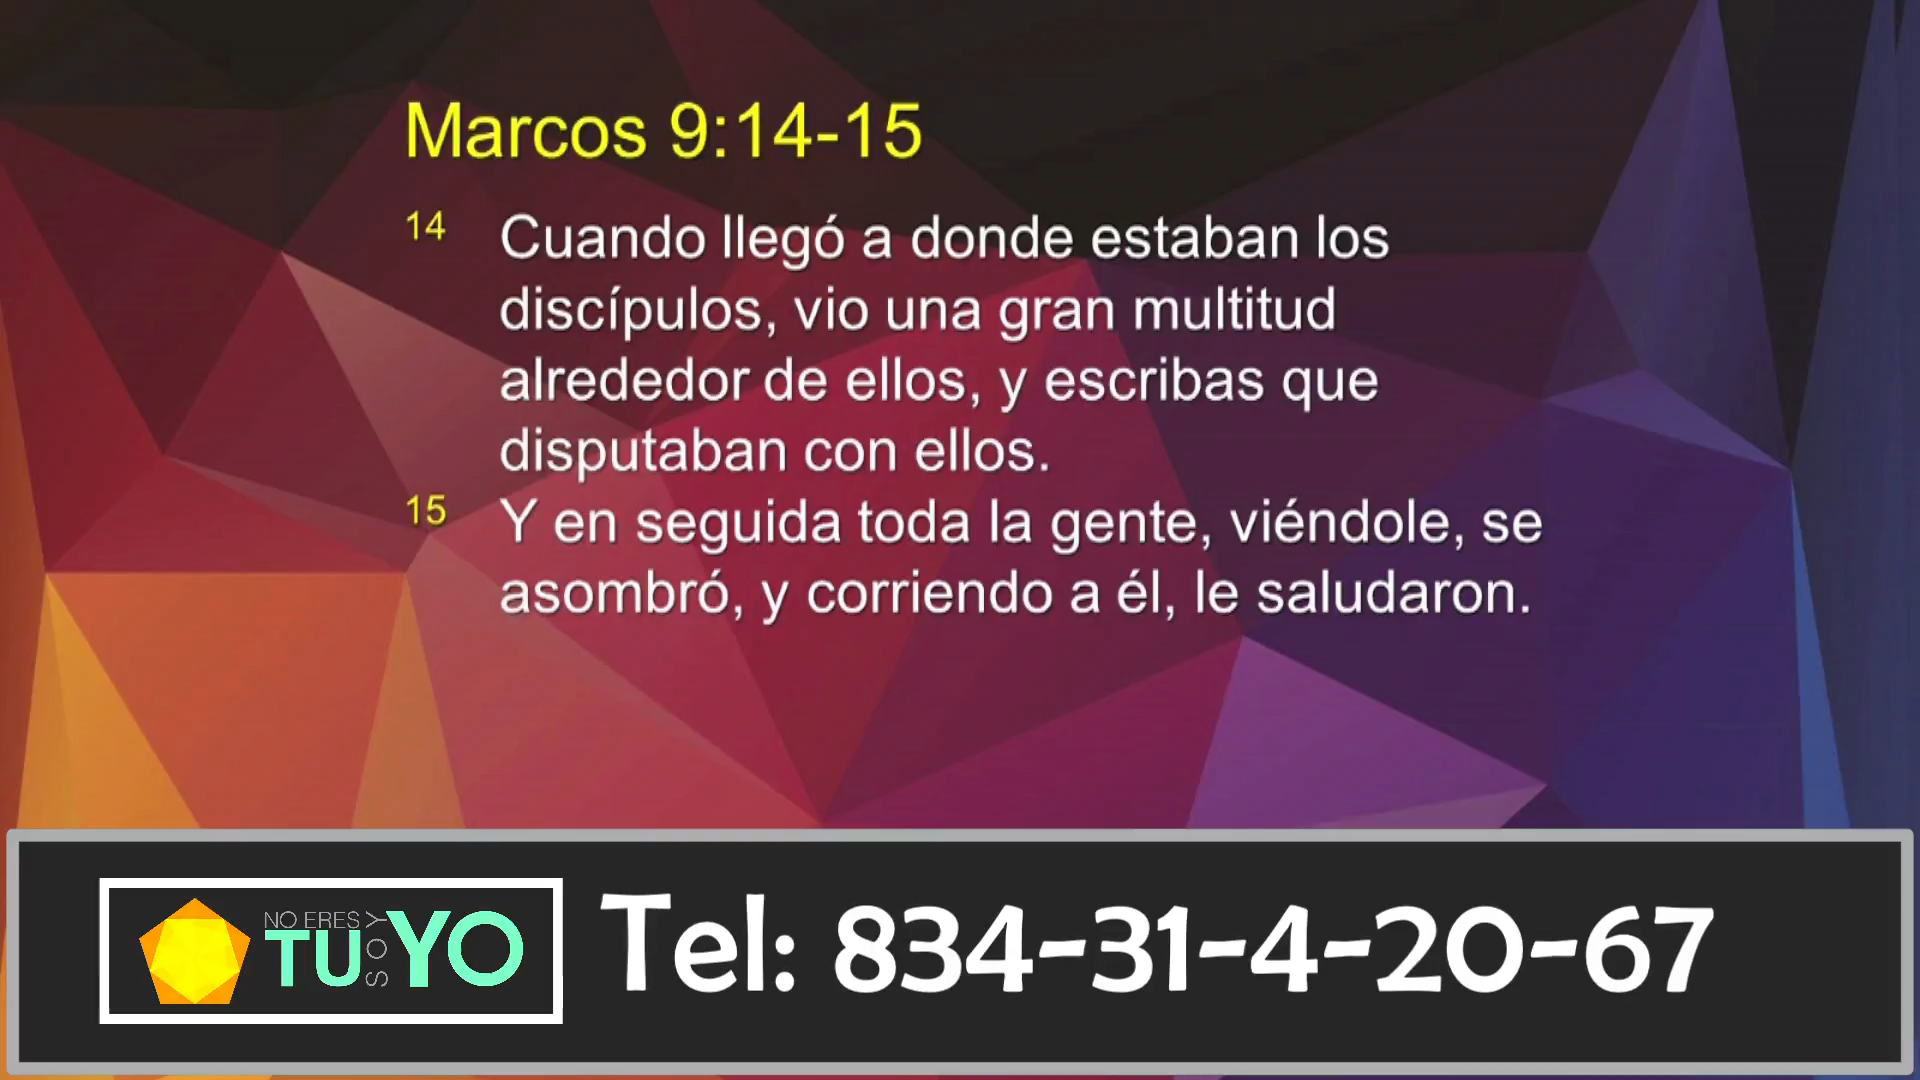 Marcos 9:14-15
14 Cuando llegó a donde estaban los
discípulos, vio una gran multitud
alrededor de ellos, y escribas que
disputaban con ellos.
15 Y en seguida toda la gente, viéndole, se
asombró, y corriendo a él, le saludaron.
NO ERES
TU SOY YO
Tel: 834-31-4-20-67